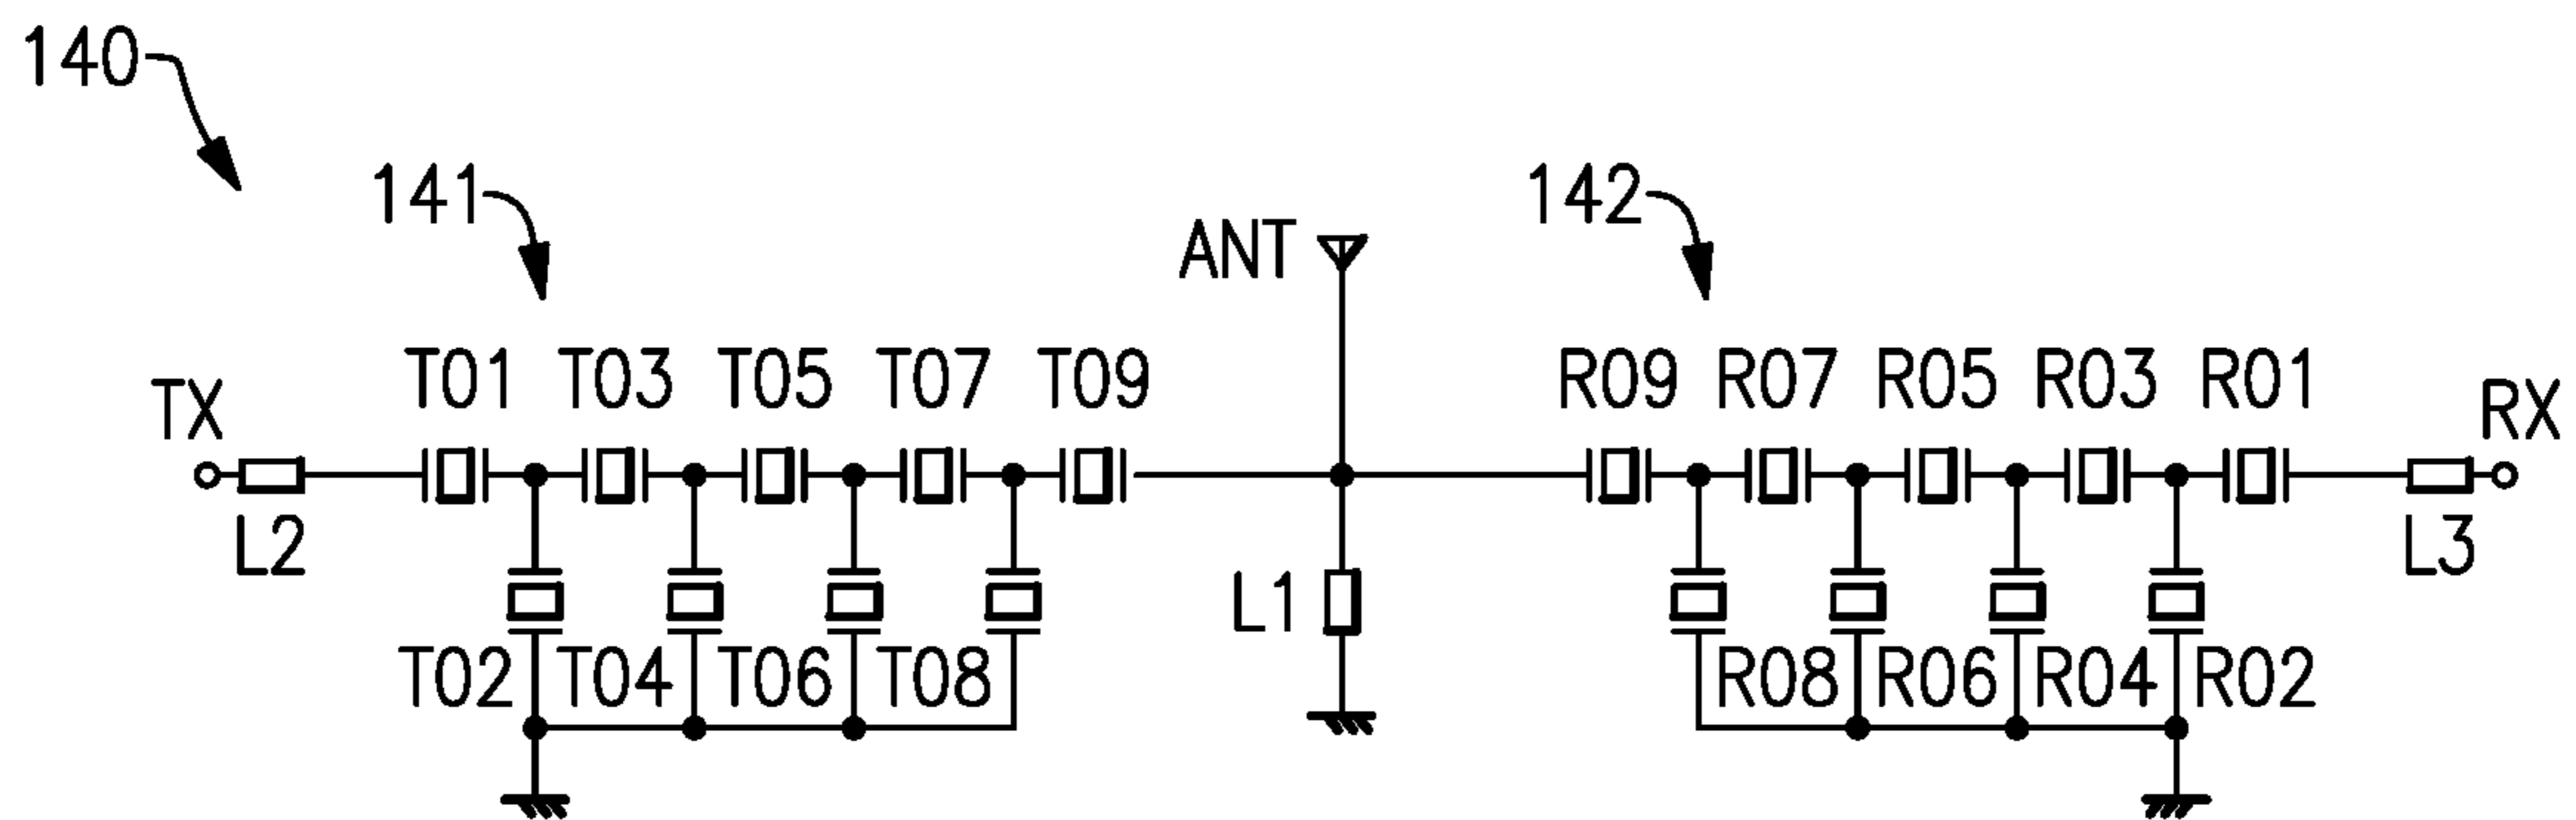 140
141
142
ANT
T01 T03 T05 T07 T09
R09 R07 R05 R03 R01
TX
RX
L2
L3
L1
T02 T04 T06 T08
R08 R06 R04 R02